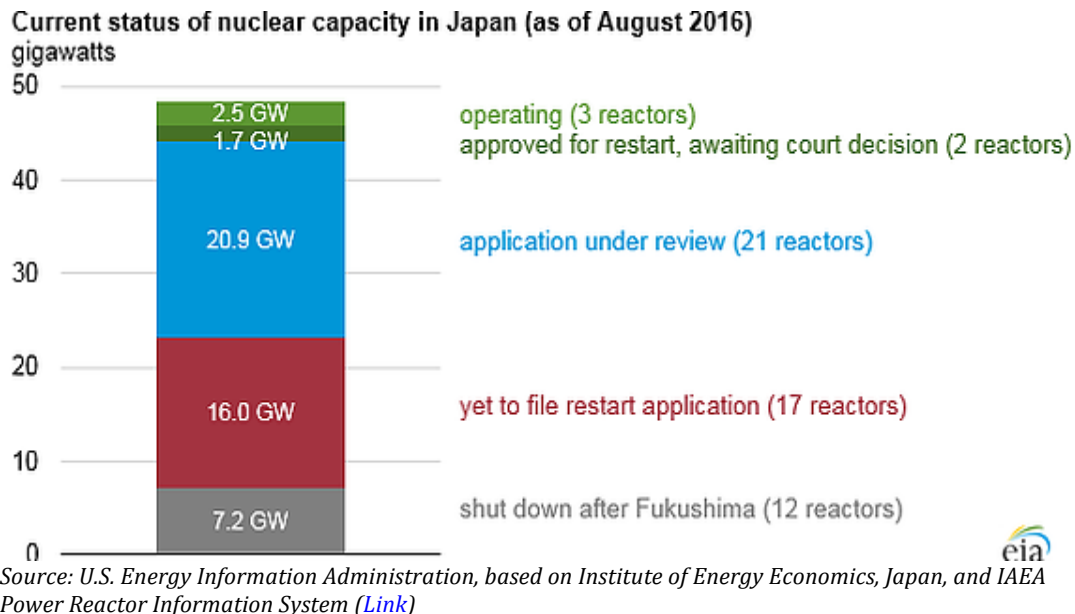 Current status of nuclear capacity in Japan (as of August 2016)
gigawatts
50
2.5 GW
operating (3 reactors)
1.7 GW
approved for restart, awaiting court decision (2 reactors)
40
20.9 GW
application under review (21 reactors)
30
20
16.0 GW
yet to file restart application (17 reactors)
10
7.2 GW
shut down after Fukushima (12 reactors)
0
eia
Source: U.S. Energy Information Administration, based on Institute of Energy Economics, Japan, and IAEA
Power Reactor Information System (Link)